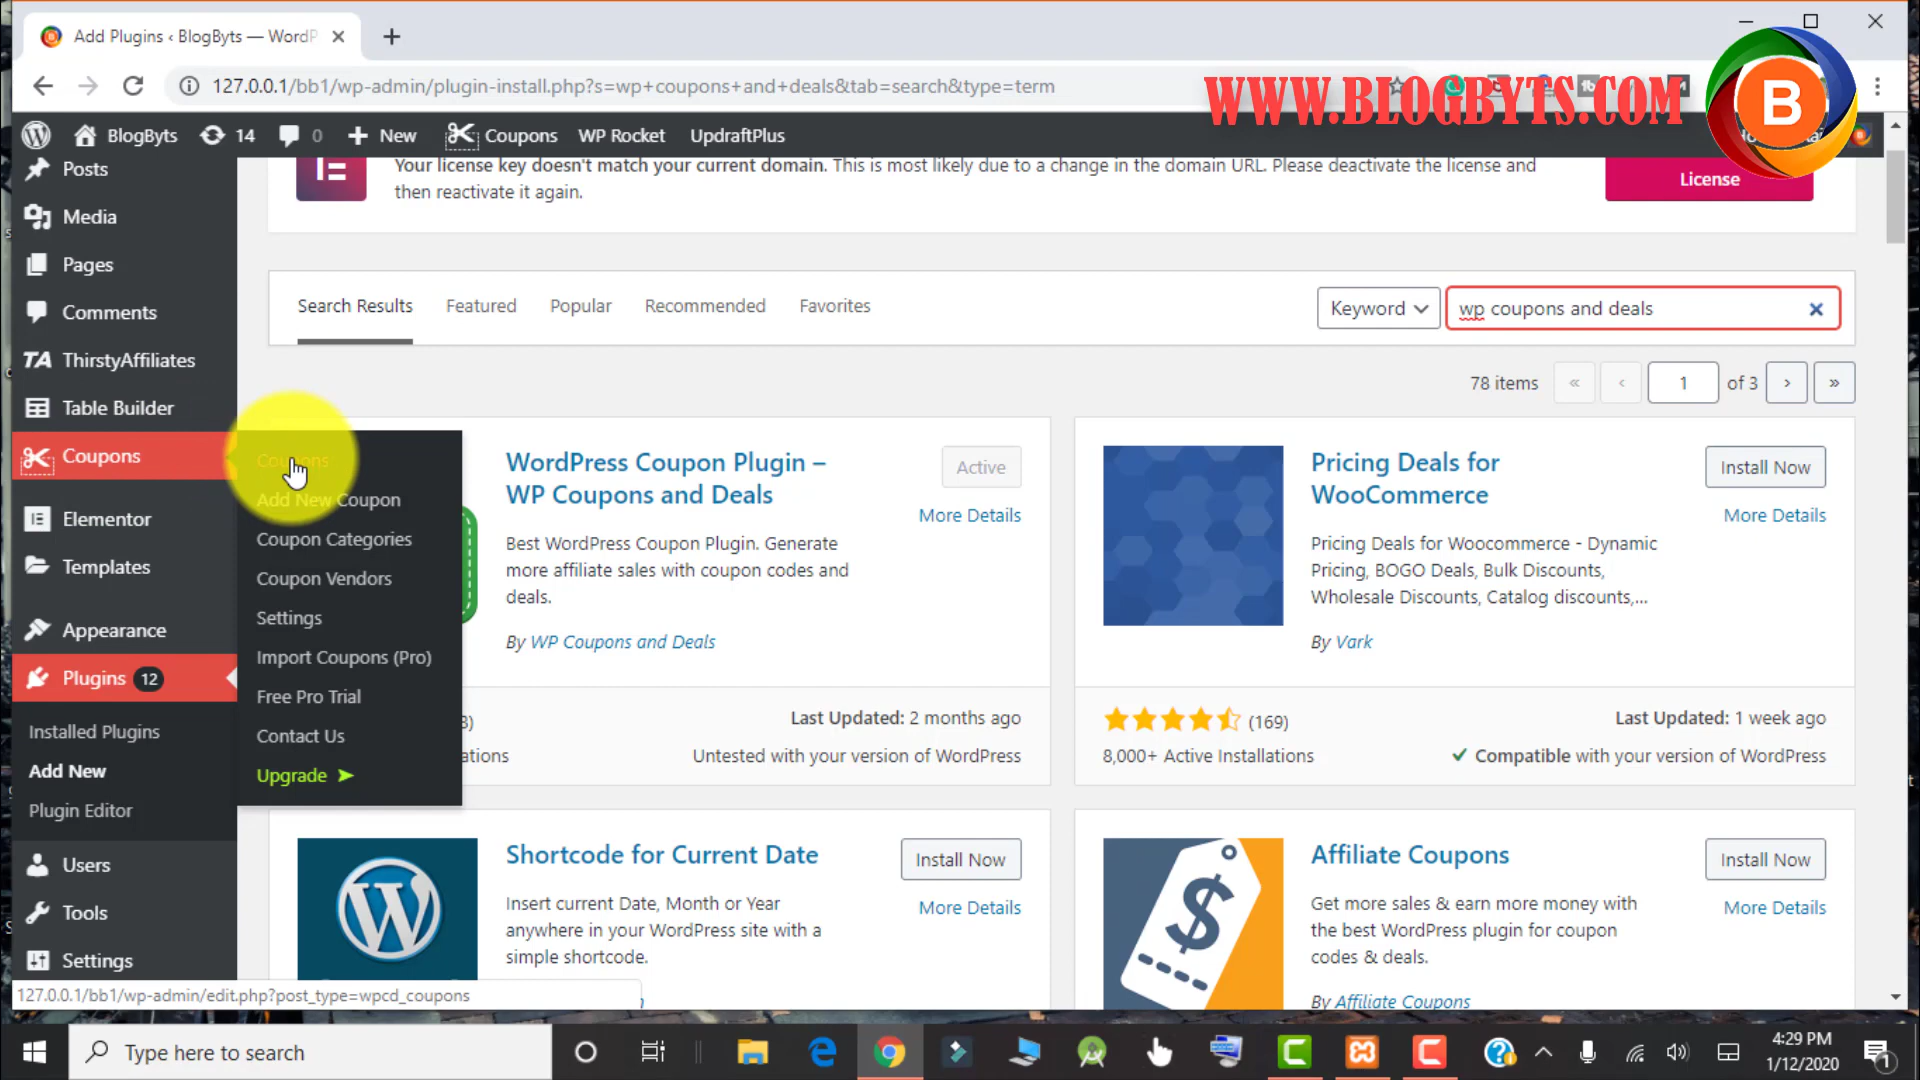 Add Plugins ‹ BlogByts — WordP
127.0.0.1/bb1/wp-admin/plugin-install.php?s=wp+coupons+and+deals&tab=search&type=term
WWW.BLOGBYTS.COM
B
BlogByts 14 0 New Coupons WP Rocket UpdraftPlus
Your license key doesn't match your current domain. This is most likely due to a change in the domain URL. Please deactivate the license and
then reactivate it again.
License
Posts
Media
Pages
Comments
ThirstyAffiliates
Table Builder
Coupons
Elementor
Templates
Appearance
Plugins 12
Installed Plugins
Add New
Plugin Editor
Users
Tools
Settings
Coupons
Add New Coupon
Coupon Categories
Coupon Vendors
Settings
Import Coupons (Pro)
Free Pro Trial
Contact Us
Upgrade ➤
Search Results Featured Popular Recommended Favorites
Keyword wp coupons and deals
78 items « ‹ 1 of 3 › »
WordPress Coupon Plugin –
WP Coupons and Deals
Active
More Details
Best WordPress Coupon Plugin. Generate
more affiliate sales with coupon codes and
deals.
By WP Coupons and Deals
Last Updated: 2 months ago
Untested with your version of WordPress
Pricing Deals for
WooCommerce
Install Now
More Details
Pricing Deals for Woocommerce - Dynamic
Pricing, BOGO Deals, Bulk Discounts,
Wholesale Discounts, Catalog discounts,...
By Vark
(169)
Last Updated: 1 week ago
8,000+ Active Installations
Compatible with your version of WordPress
Shortcode for Current Date
Install Now
More Details
Insert current Date, Month or Year
anywhere in your WordPress site with a
simple shortcode.
Affiliate Coupons
Install Now
More Details
Get more sales & earn more money with
the best WordPress plugin for coupon
codes & deals.
By Affiliate Coupons
127.0.0.1/bb1/wp-admin/edit.php?post_type=wpcd_coupons
Type here to search
4:29 PM
1/12/2020
1